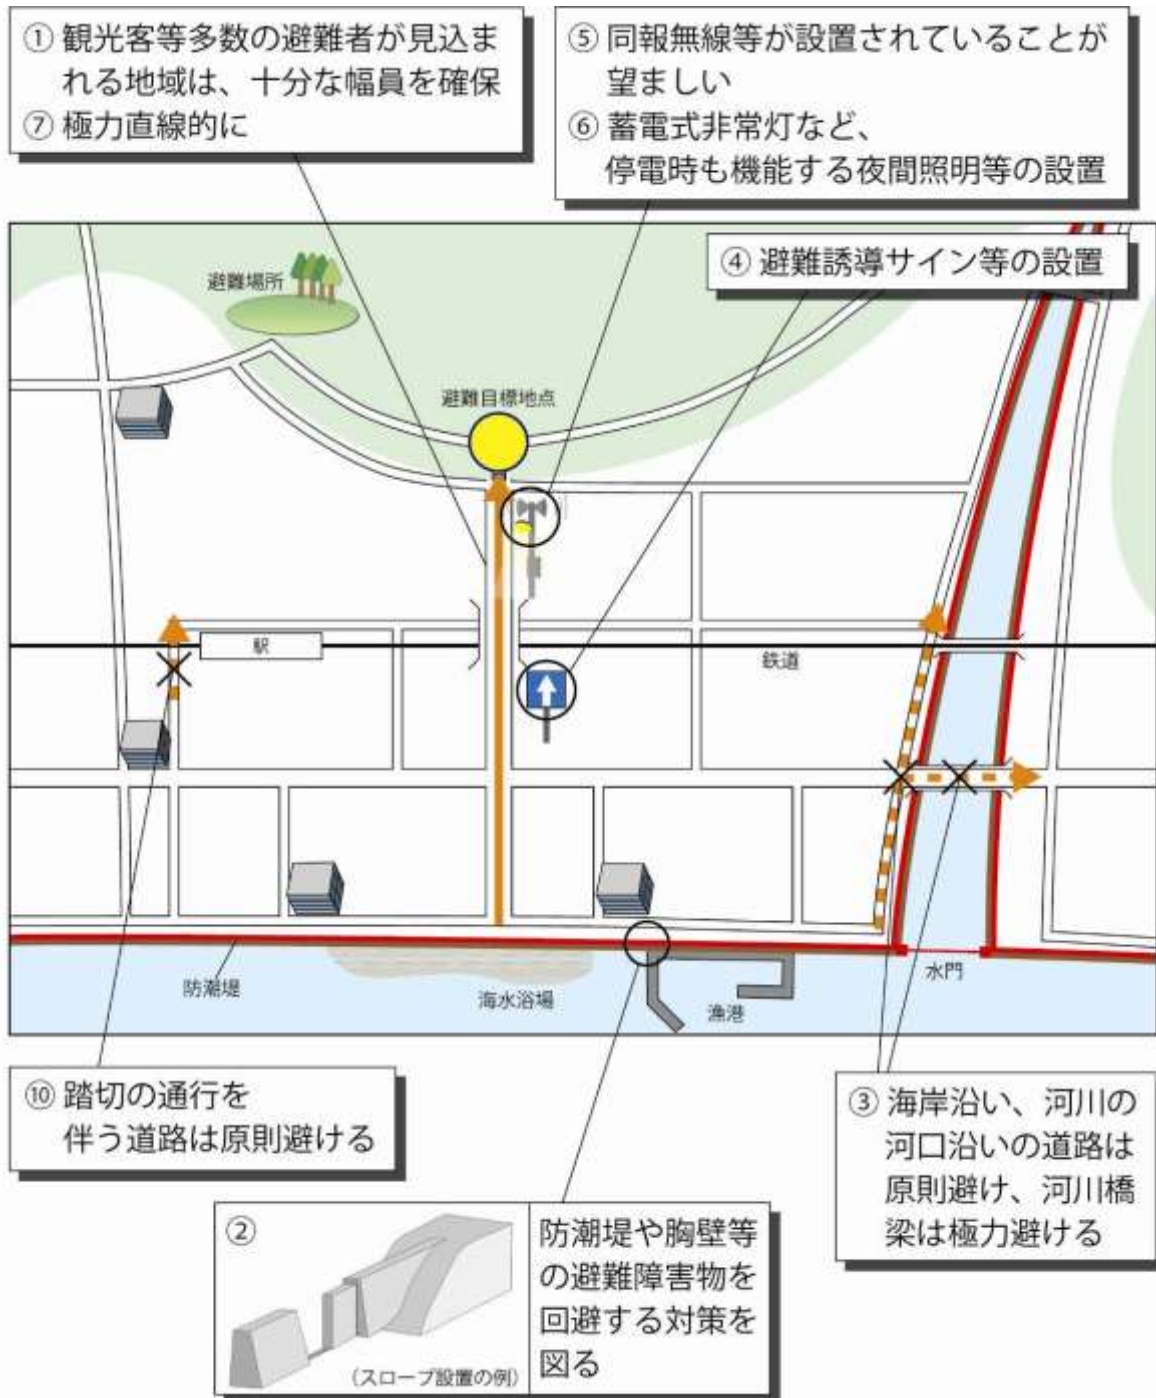 ① 観光客等多数の避難者が見込ま
れる地域は、十分な幅員を確保
⑦ 極力直線的に
⑤ 同報無線等が設置されていることが
望ましい
⑥ 蓄電式非常灯など、
停電時も機能する夜間照明等の設置
④ 避難誘導サイン等の設置
避難場所
避難目標地点
駅
鉄道
防潮堤
海水浴場
漁港
水門
⑩ 踏切の通行を
伴う道路は原則避ける
③ 海岸沿い、河川の
河口沿いの道路は
原則避け、河川橋
梁は極力避ける
②
(スロープ設置の例)
防潮堤や胸壁等
の避難障害物を
回避する対策を
図る